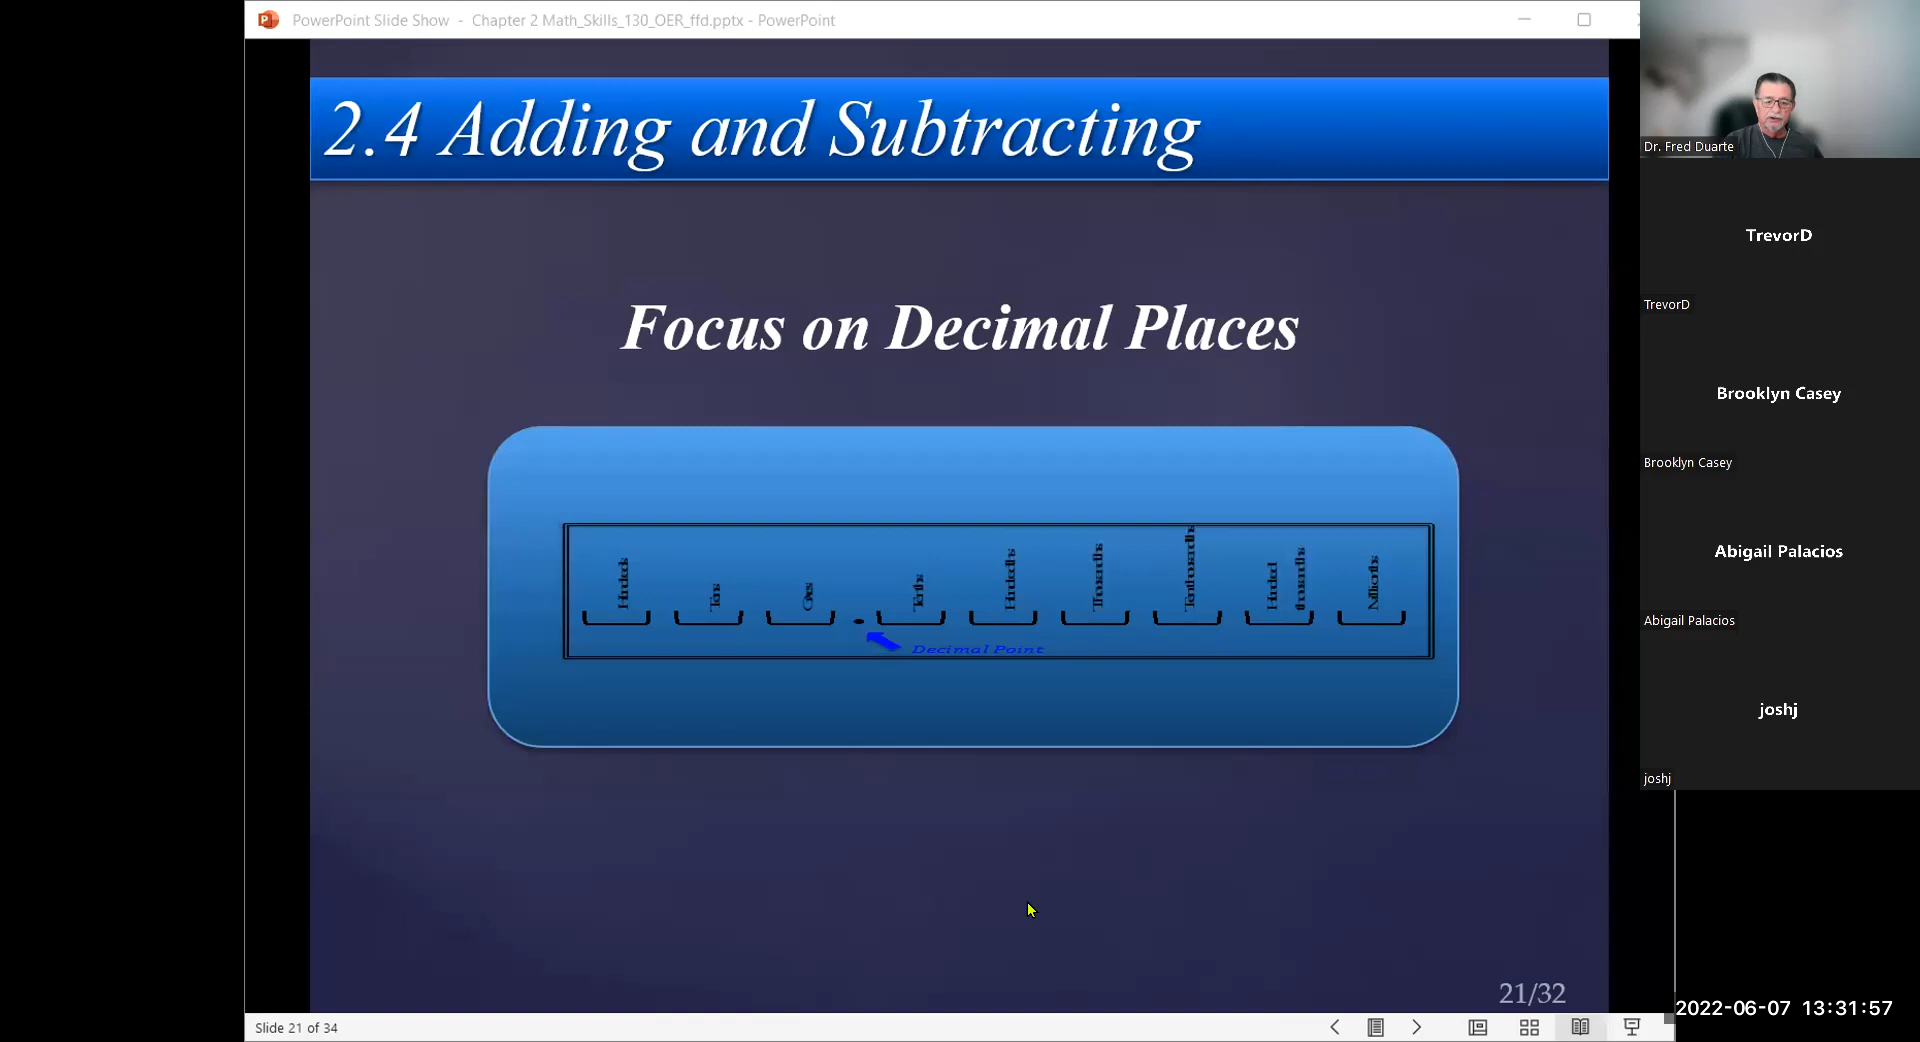 PowerPoint Slide Show - Chapter 2 Math_Skills_130_OER_ffd.pptx - PowerPoint
2.4 Adding and Subtracting
Focus on Decimal Places
Hundreds
Tens
Ones
Tenths
Hundredths
Thousandths
Ten thousandths
Hundred
thousandths
Millionths
Decimal Point
21/32
Slide 21 of 34
Dr. Fred Duarte
TrevorD
TrevorD
Brooklyn Casey
Brooklyn Casey
Abigail Palacios
Abigail Palacios
joshj
joshj
2022-06-07 13:31:57